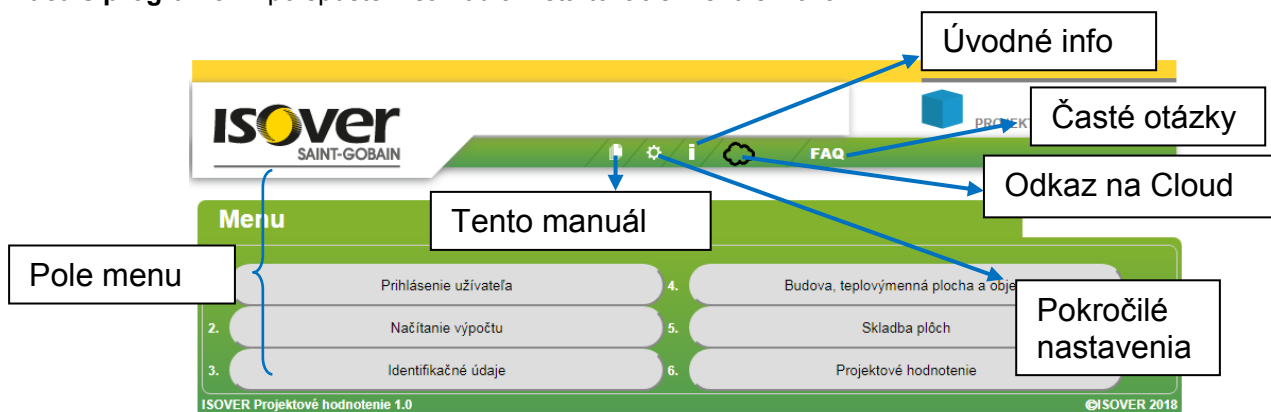 Úvodné info
ISOVER
SAINT-GOBAIN
PROJEKT
Časté otázky
FAQ
Odkaz na Cloud
Tento manuál
Menu
Pole menu
Prihlásenie užívateľa
4. Budova, teplovýmenná plocha a obje
2. Načítanie výpočtu
5. Skladba plôch
Pokročilé
nastavenia
3. Identifikačné údaje
6. Projektové hodnotenie
ISOVER Projektové hodnotenie 1.0
©ISOVER 2018